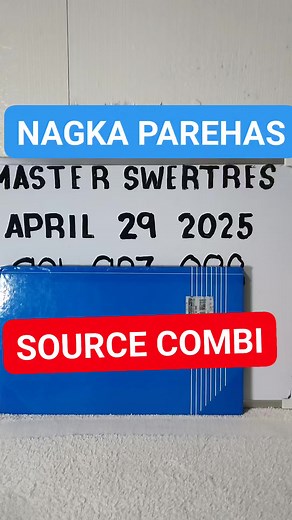 NAGKA PAREHAS
MASTER SWERTRES
APRIL 29 2025
SOURCE COMBI